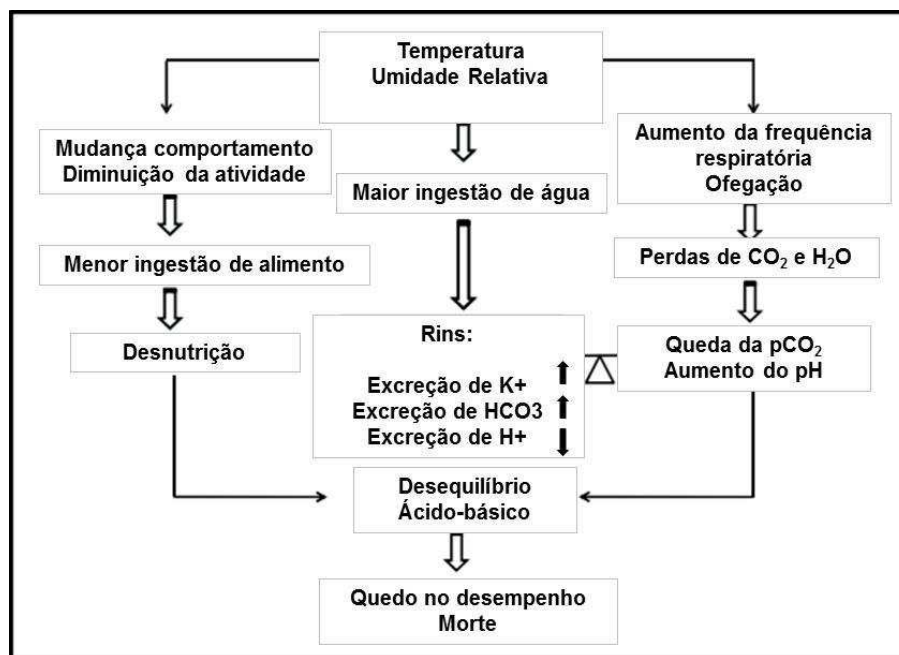 Temperatura
Umidade Relativa
Mudança comportamento
Diminuição da atividade
Maior ingestão de água
Aumento da frequência
respiratória
Ofegação
Menor ingestão de alimento
Perdas de CO₂ e H₂O
Desnutrição
Rins:
Excreção de K+
Excreção de HCO3
Excreção de H+
Queda da pCO₂
Aumento do pH
Desequilíbrio
Ácido-básico
Quedo no desempenho
Morte